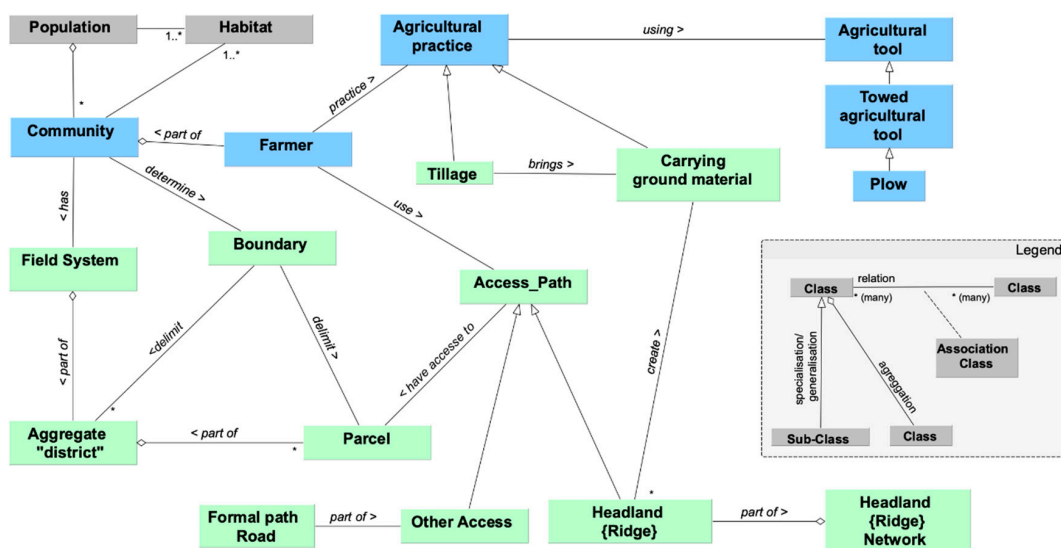 Population
Habitat
1..*
1..*
*
Agricultural
practice
using >
Agricultural
tool
practice >
Community
< part of
Farmer
Towed
agricultural
tool
Tillage
brings >
Carrying
ground material
Plow
determine >
< has
use >
Boundary
Field System
Access_Path
<delimit
delimit >
< have accesse to
create >
< part of
*
Aggregate
"district"
< part of
*
Parcel
Formal path
Road
part of >
Other Access
*
Headland
{Ridge}
part of >
Headland
{Ridge}
Network
Legend
Class
relation
* (many)
* (many)
Class
Association
Class
specialisation/
generalisation
agreggation
Sub-Class
Class